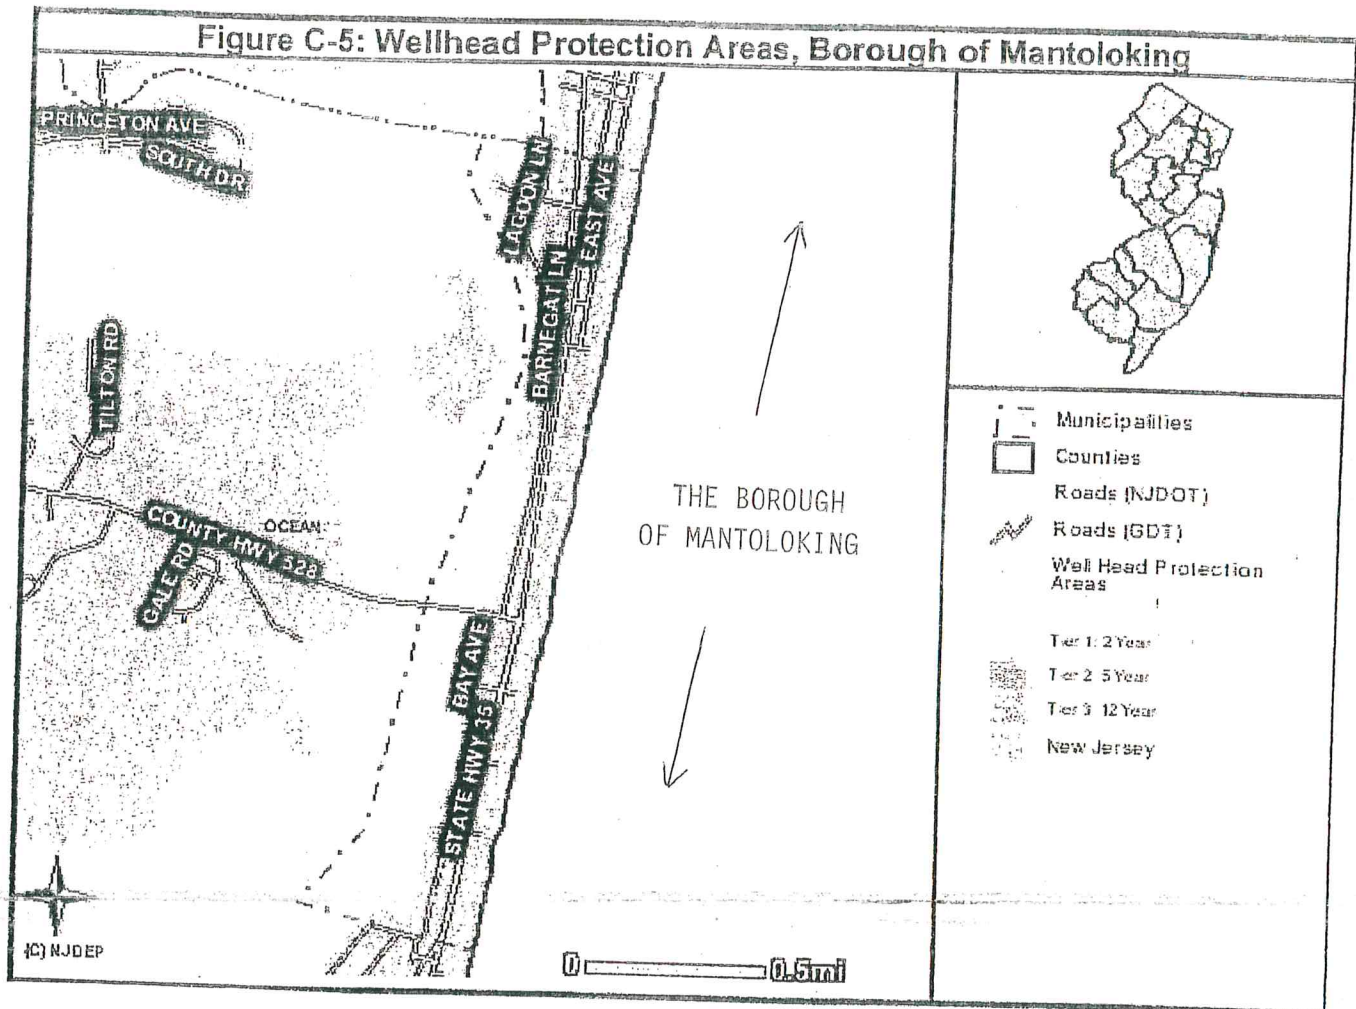 Figure C-5: Wellhead Protection Areas, Borough of Mantoloking
PRINCETON AVE
SOUTH DR
LAGOON LN
EAST AVE
BARNEGAT LN
TILTON RD
COUNTY HWY 528
OCEAN
GALE RD
BAY AVE
STATE HWY 35
THE BOROUGH
OF MANTOLOKING
(C) NJDEP
0 0.5mi
Municipalities
Counties
Roads (NJDOT)
Roads (GDT)
Well Head Protection
Areas
Tier 1: 2 Year
Tier 2 5 Year
Tier 3 12 Year
New Jersey